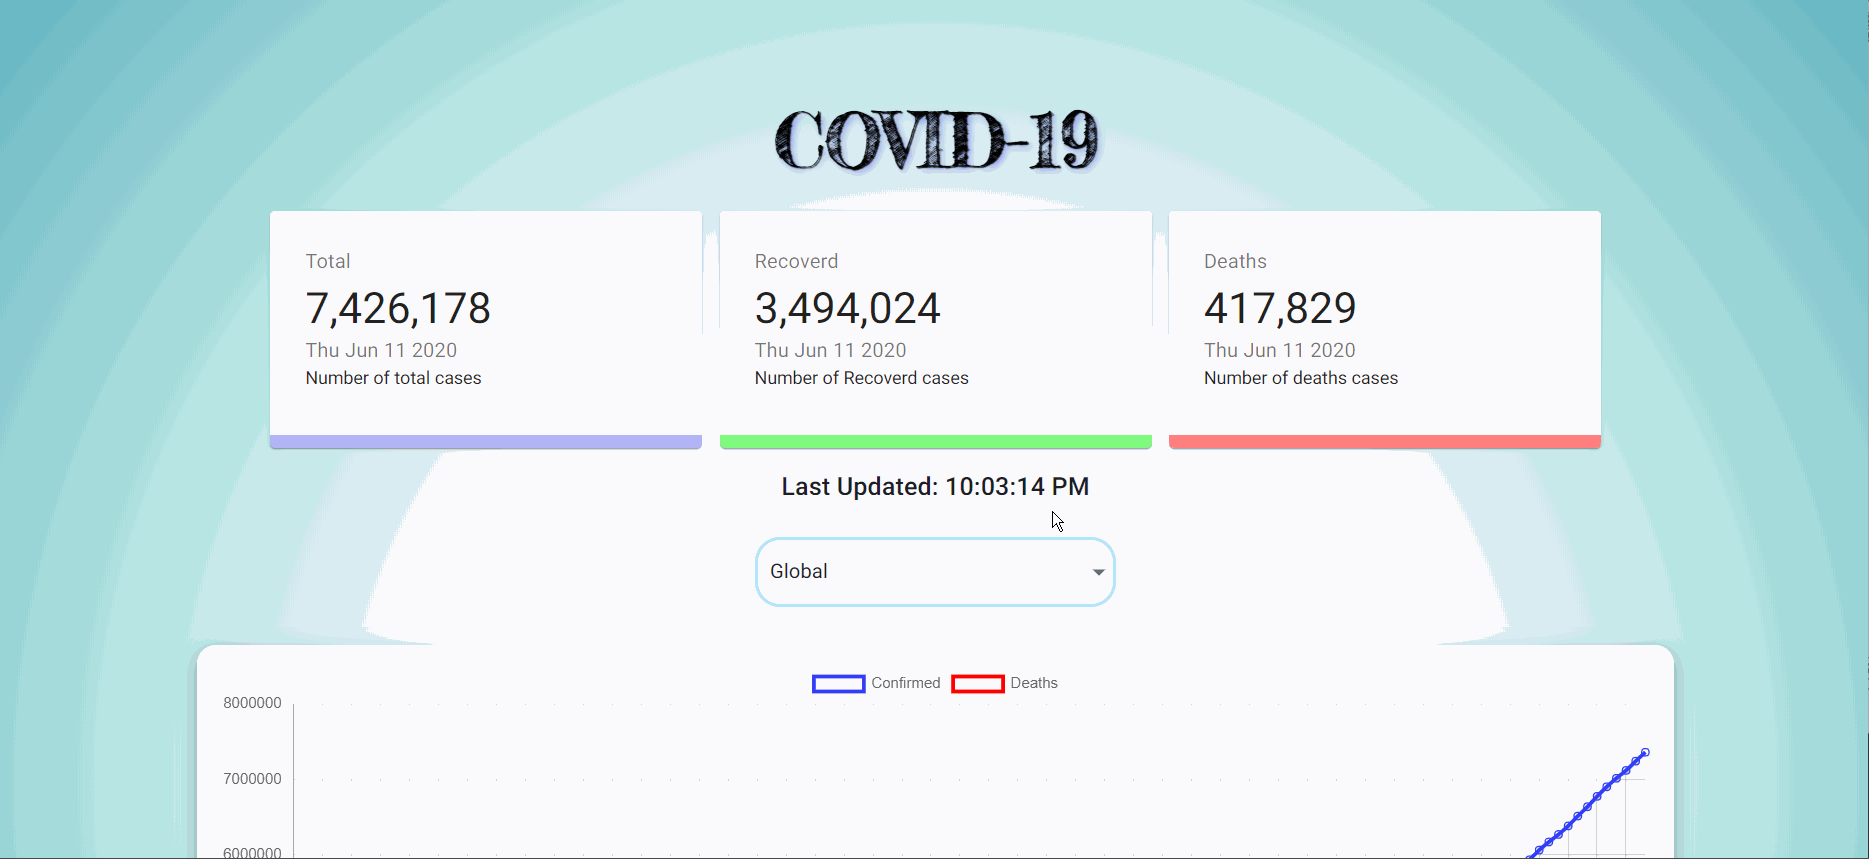 COVID-19
Total
7,426,178
Thu Jun 11 2020
Number of total cases
Recoverd
3,494,024
Thu Jun 11 2020
Number of Recoverd cases
Deaths
417,829
Thu Jun 11 2020
Number of deaths cases
Last Updated: 10:03:14 PM
Global
Confirmed Deaths
8000000
7000000
6000000